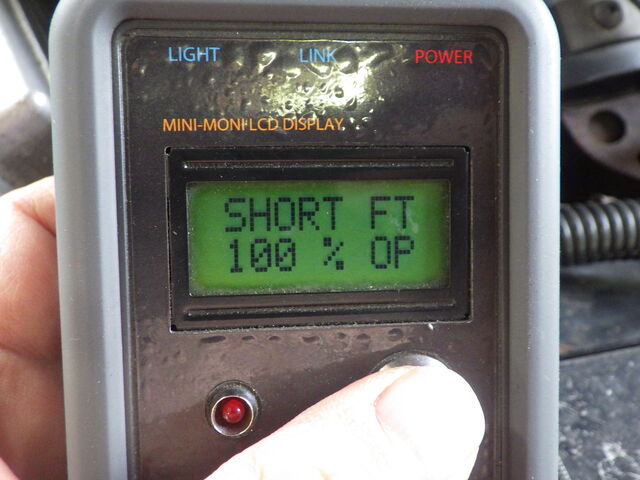 LIGHT LINK POWER
MINI-MONI LCD DISPLAY
SHORT FT
100 % OP